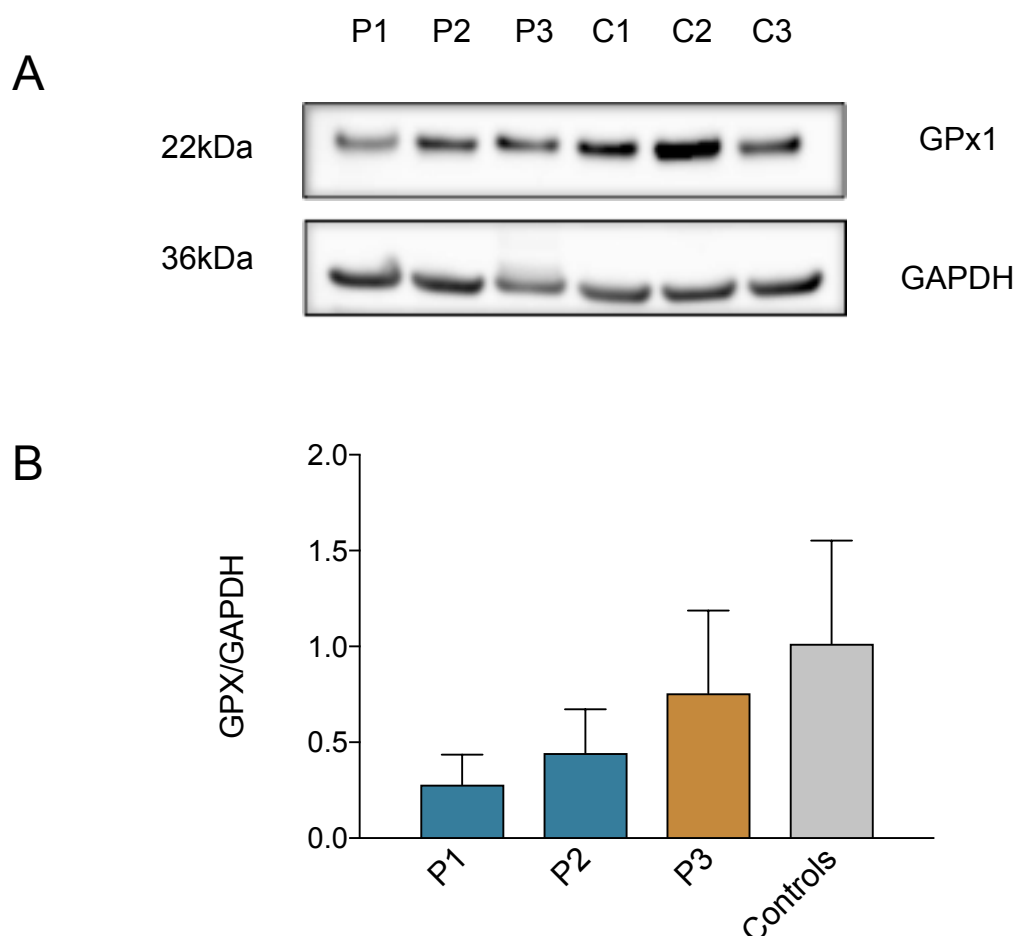 P1 P2 P3 C1 C2 C3
A
22kDa GPx1
36kDa GAPDH
B
2.0
1.5
1.0
0.5
0.0
GPX/GAPDH
P1 P2 P3 Controls